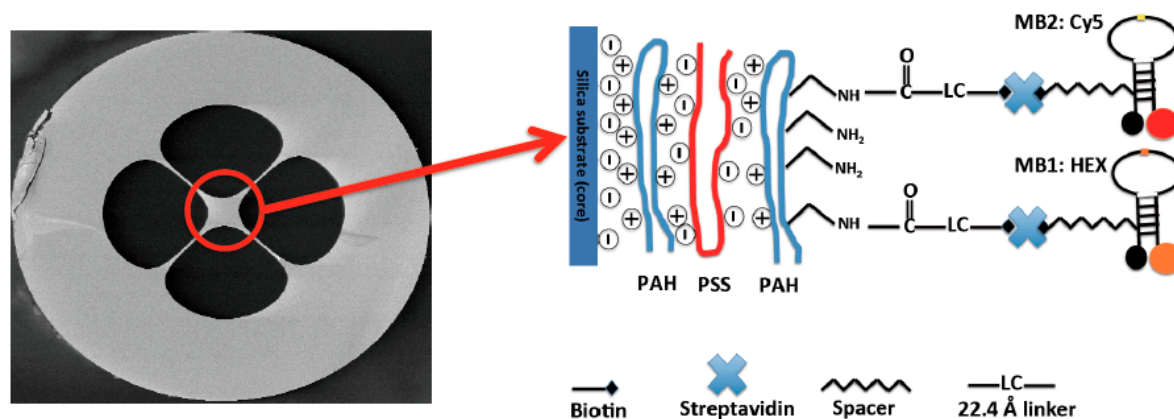 MB2: Cy5
Silica substrate (core)
NH
O
C
LC
NH₂
NH₂
MB1: HEX
NH
O
C
LC
PAH
PSS
PAH
Biotin
Streptavidin
Spacer
LC
22.4 Å linker